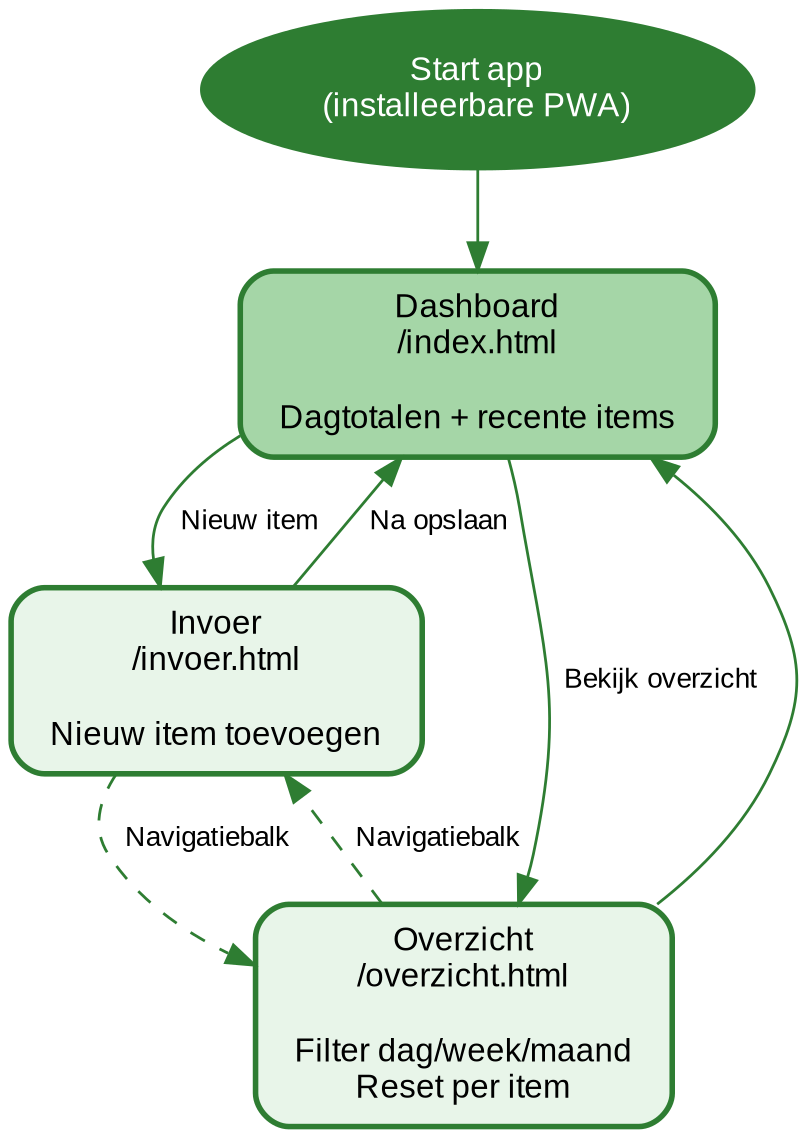 Start app
(installeerbare PWA)
Dashboard
/index.html
Dagtotalen + recente items
Nieuw item
Na opslaan
Invoer
/invoer.html
Nieuw item toevoegen
Bekijk overzicht
Navigatiebalk
Navigatiebalk
Overzicht
/overzicht.html
Filter dag/week/maand
Reset per item